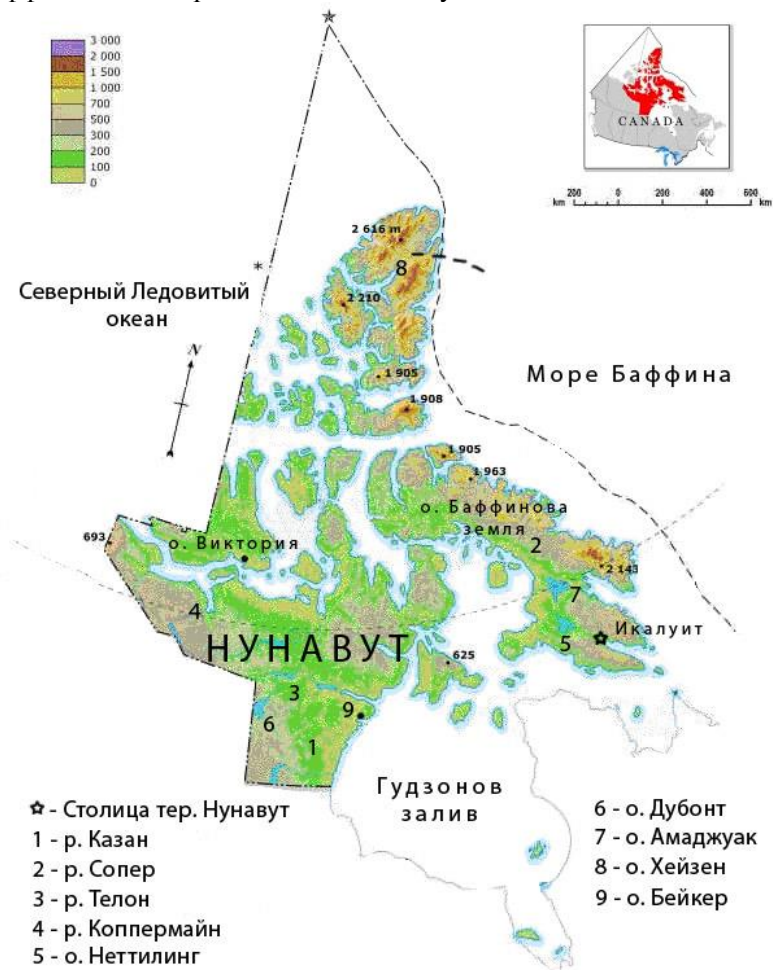 3 000
2 000
1 500
1 000
700
500
300
200
100
0
CANADA
200 0 200 400 600
km km
2 616 m
8
2 210
Северный Ледовитый
океан
N
1 905
Море Баффина
1 908
1 905
1 963
о. Баффинова
земля
693
о. Виктория
2
2 143
7
4
Икалуит
НУНАВУТ
5
625
3
9
6
1
Гудзонов
залив
- Столица тер. Нунавут
1 - р. Казан
2 - р. Сопер
3 - р. Телон
4 - р. Коппермайн
5 - о. Неттилинг
6 - о. Дубонт
7 - о. Амаджуак
8 - о. Хейзен
9 - о. Бейкер